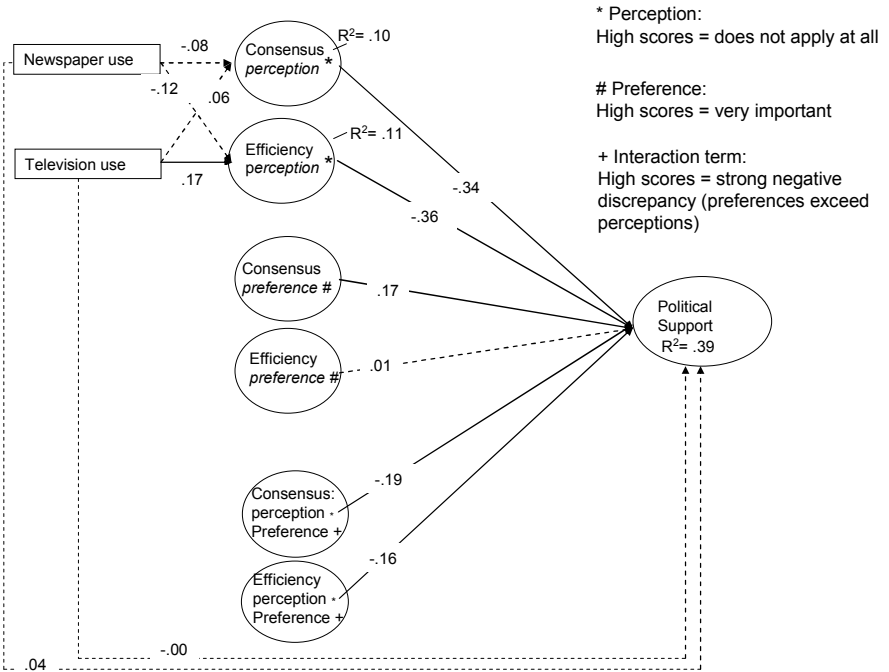 Newspaper use
-.08
-.12
.06
Television use
.17
Consensus
perception *
R²= .10
Efficiency
perception *
R²= .11
-.34
-.36
Consensus
preference #
.17
Efficiency
preference #
.01
Consensus:
perception *
Preference +
-.19
Efficiency
perception *
Preference +
-.16
Political
Support
R²= .39
-.00
.04
* Perception:
High scores = does not apply at all
# Preference:
High scores = very important
+ Interaction term:
High scores = strong negative
discrepancy (preferences exceed
perceptions)